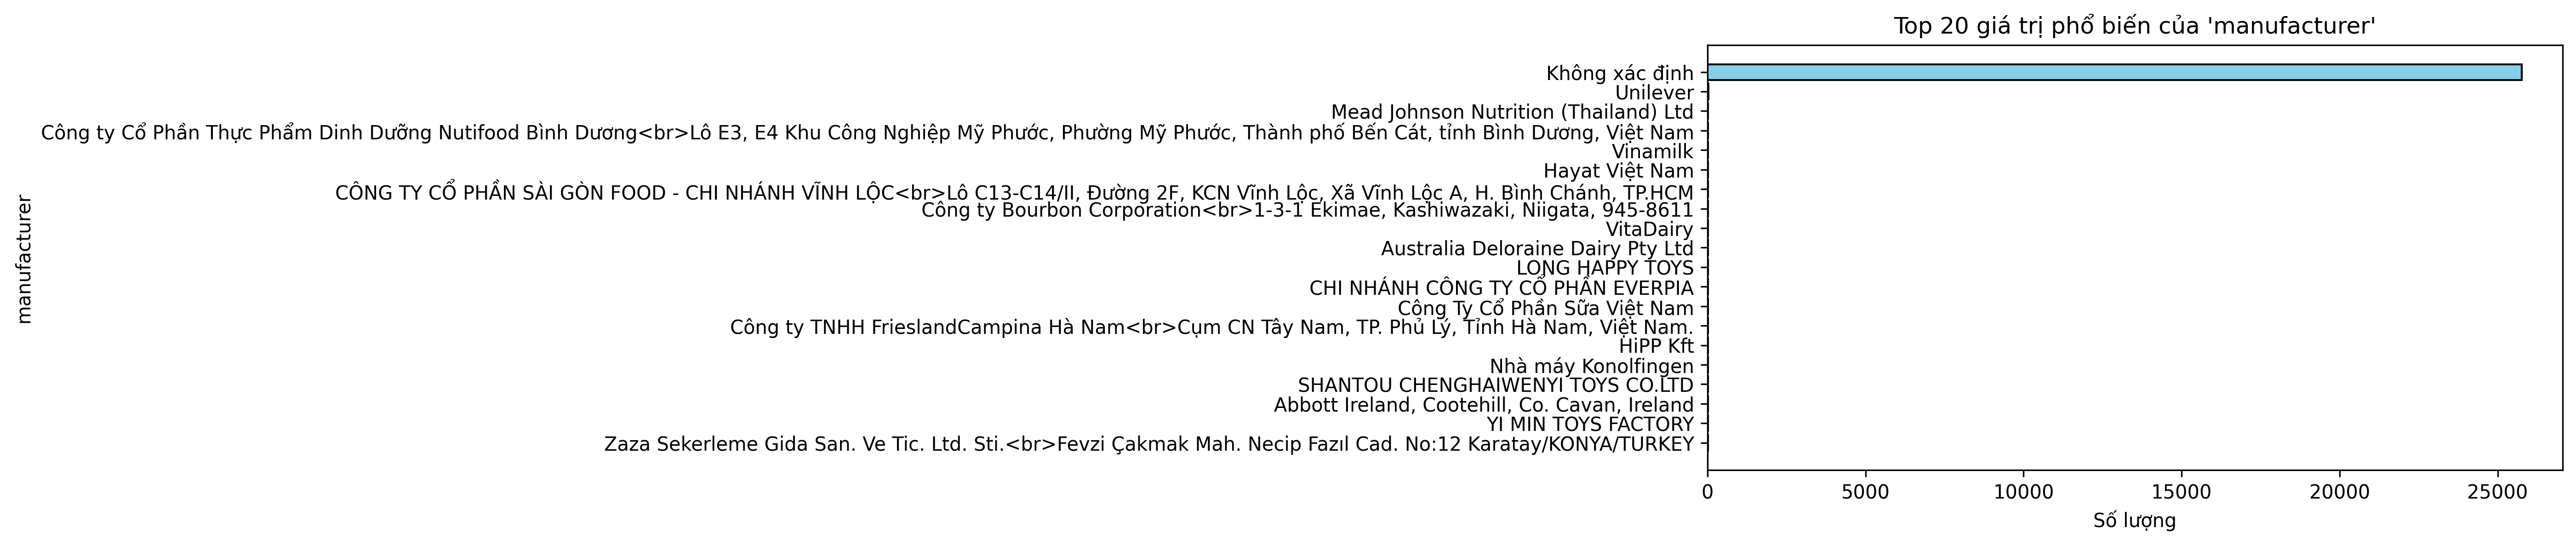 Top 20 giá trị phổ biến của 'manufacturer'
manufacturer
Không xác định
Unilever
Mead Johnson Nutrition (Thailand) Ltd
Công ty Cổ Phần Thực Phẩm Dinh Dưỡng Nutifood Bình Dương<br>Lô E3, E4 Khu Công Nghiệp Mỹ Phước, Phường Mỹ Phước, Thành phố Bến Cát, tỉnh Bình Dương, Việt Nam
Vinamilk
Hayat Việt Nam
CÔNG TY CỔ PHẦN SÀI GÒN FOOD - CHI NHÁNH VĨNH LỘC<br>Lô C13-C14/II, Đường 2F, KCN Vĩnh Lộc, Xã Vĩnh Lộc A, H. Bình Chánh, TP.HCM
Công ty Bourbon Corporation<br>1-3-1 Ekimae, Kashiwazaki, Niigata, 945-8611
VitaDairy
Australia Deloraine Dairy Pty Ltd
LONG HAPPY TOYS
CHI NHÁNH CÔNG TY CỔ PHẦN EVERPIA
Công Ty Cổ Phần Sữa Việt Nam
Công ty TNHH FrieslandCampina Hà Nam<br>Cụm CN Tây Nam, TP. Phủ Lý, Tỉnh Hà Nam, Việt Nam.
HiPP Kft
Nhà máy Konolfingen
SHANTOU CHENGHAIWENYI TOYS CO.LTD
Abbott Ireland, Cootehill, Co. Cavan, Ireland
YI MIN TOYS FACTORY
Zaza Sekerleme Gida San. Ve Tic. Ltd. Sti.<br>Fevzi Çakmak Mah. Necip Fazıl Cad. No:12 Karatay/KONYA/TURKEY
0 5000 10000 15000 20000 25000
Số lượng